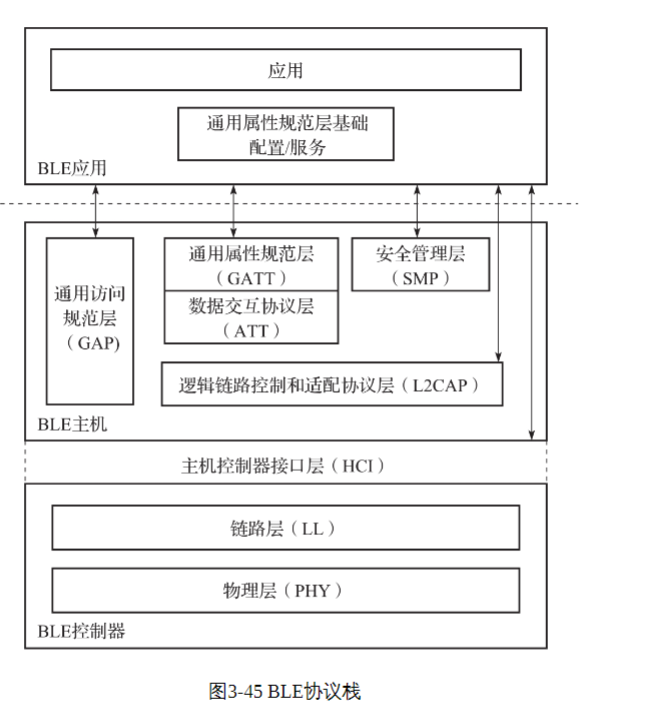 应用
通用属性规范层基础
配置/服务
BLE应用
通用访问
规范层
（GAP)
通用属性规范层
（GATT）
数据交互协议层
（ATT）
安全管理层
（SMP）
逻辑链路控制和适配协议层（L2CAP）
BLE主机
主机控制器接口层（HCI）
链路层（LL）
物理层（PHY）
BLE控制器
图3-45 BLE协议栈